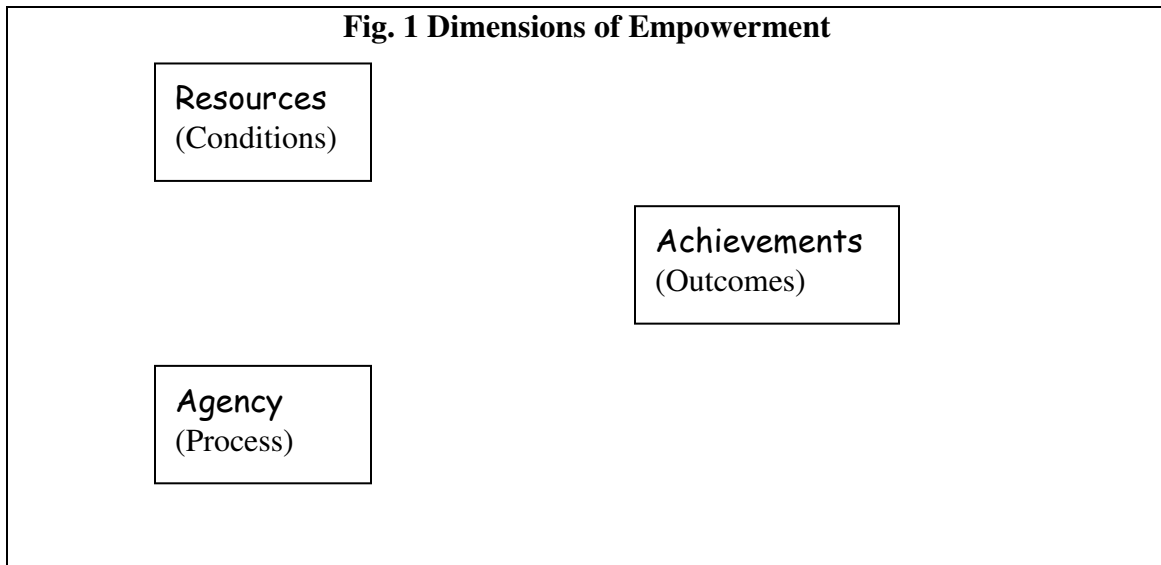 Fig. 1 Dimensions of Empowerment
Resources
(Conditions)
Achievements
(Outcomes)
Agency
(Process)